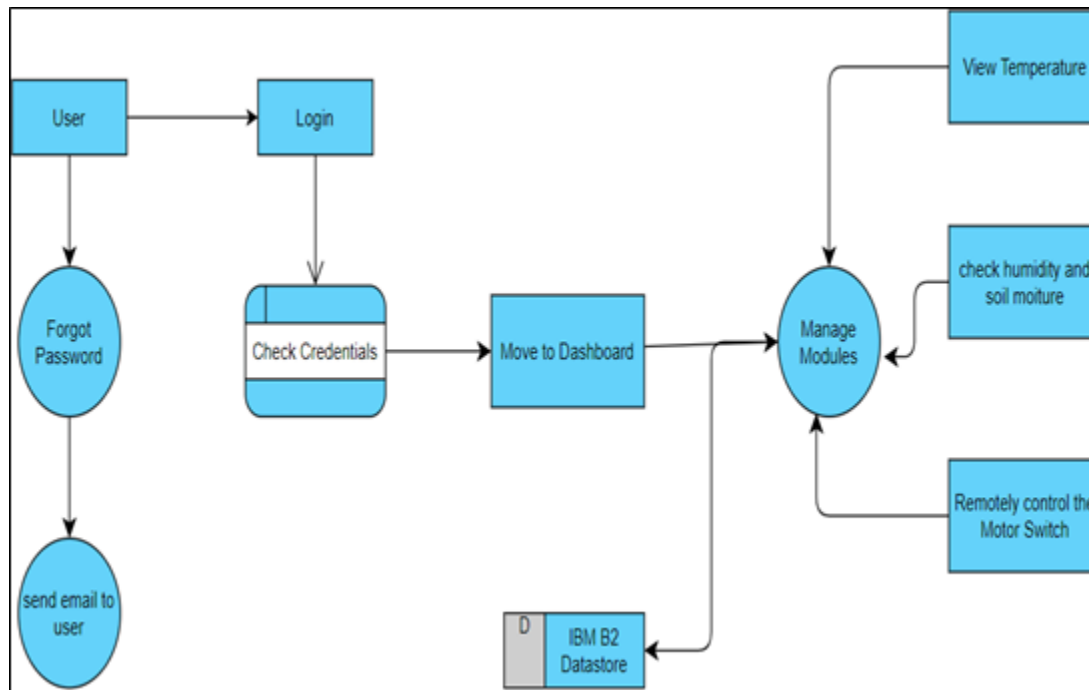 View Temperature
User
Login
check humidity and
soil moiture
Forgot
Password
Check Credentials
Move to Dashboard
Manage
Modules
Remotely control the
Motor Switch
send email to
user
D
IBM B2
Datastore